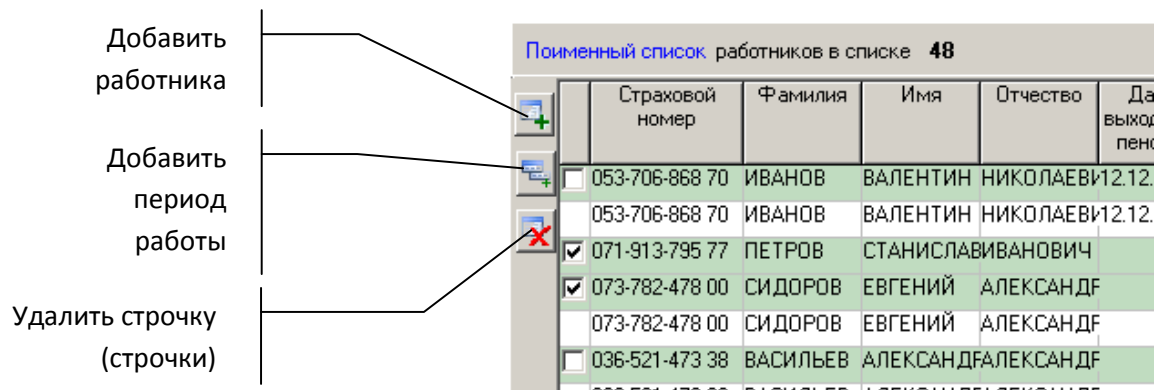 Добавить
работника
Добавить
период
работы
Удалить строчку
(строчки)
Поименный список работников в списке 48
Страховой номер Фамилия Имя Отчество
053-706-868 70 ИВАНОВ ВАЛЕНТИН НИКОЛАЕВИ 12.12.
053-706-868 70 ИВАНОВ ВАЛЕНТИН НИКОЛАЕВИ 12.12.
071-913-795 77 ПЕТРОВ СТАНИСЛАВ ИВАНОВИЧ
073-782-478 00 СИДОРОВ ЕВГЕНИЙ АЛЕКСАНДР
073-782-478 00 СИДОРОВ ЕВГЕНИЙ АЛЕКСАНДР
036-521-473 38 ВАСИЛЬЕВ АЛЕКСАНДР АЛЕКСАНДР